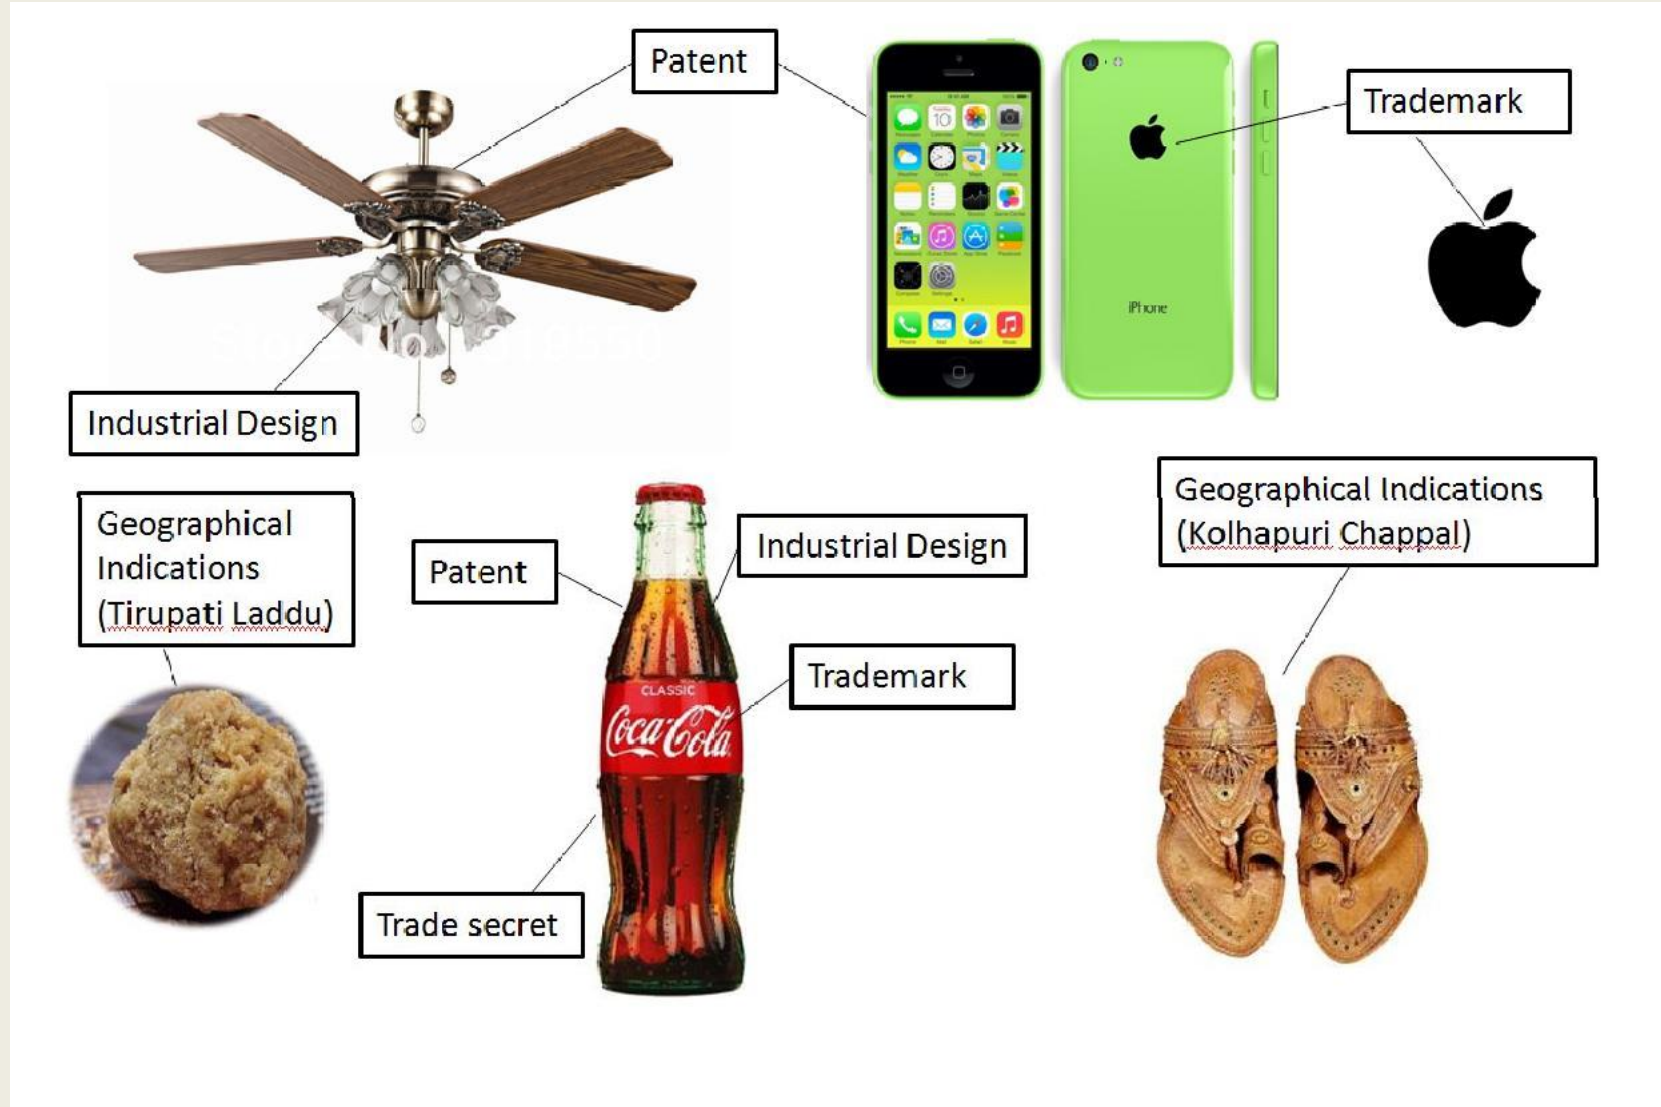 Patent
Trademark
iPhone
Industrial Design
Geographical Indications
(Kolhapuri Chappal)
Geographical
Indications
(Tirupati Laddu)
Patent
Industrial Design
Trademark
CLASSIC
Coca-Cola
Trade secret